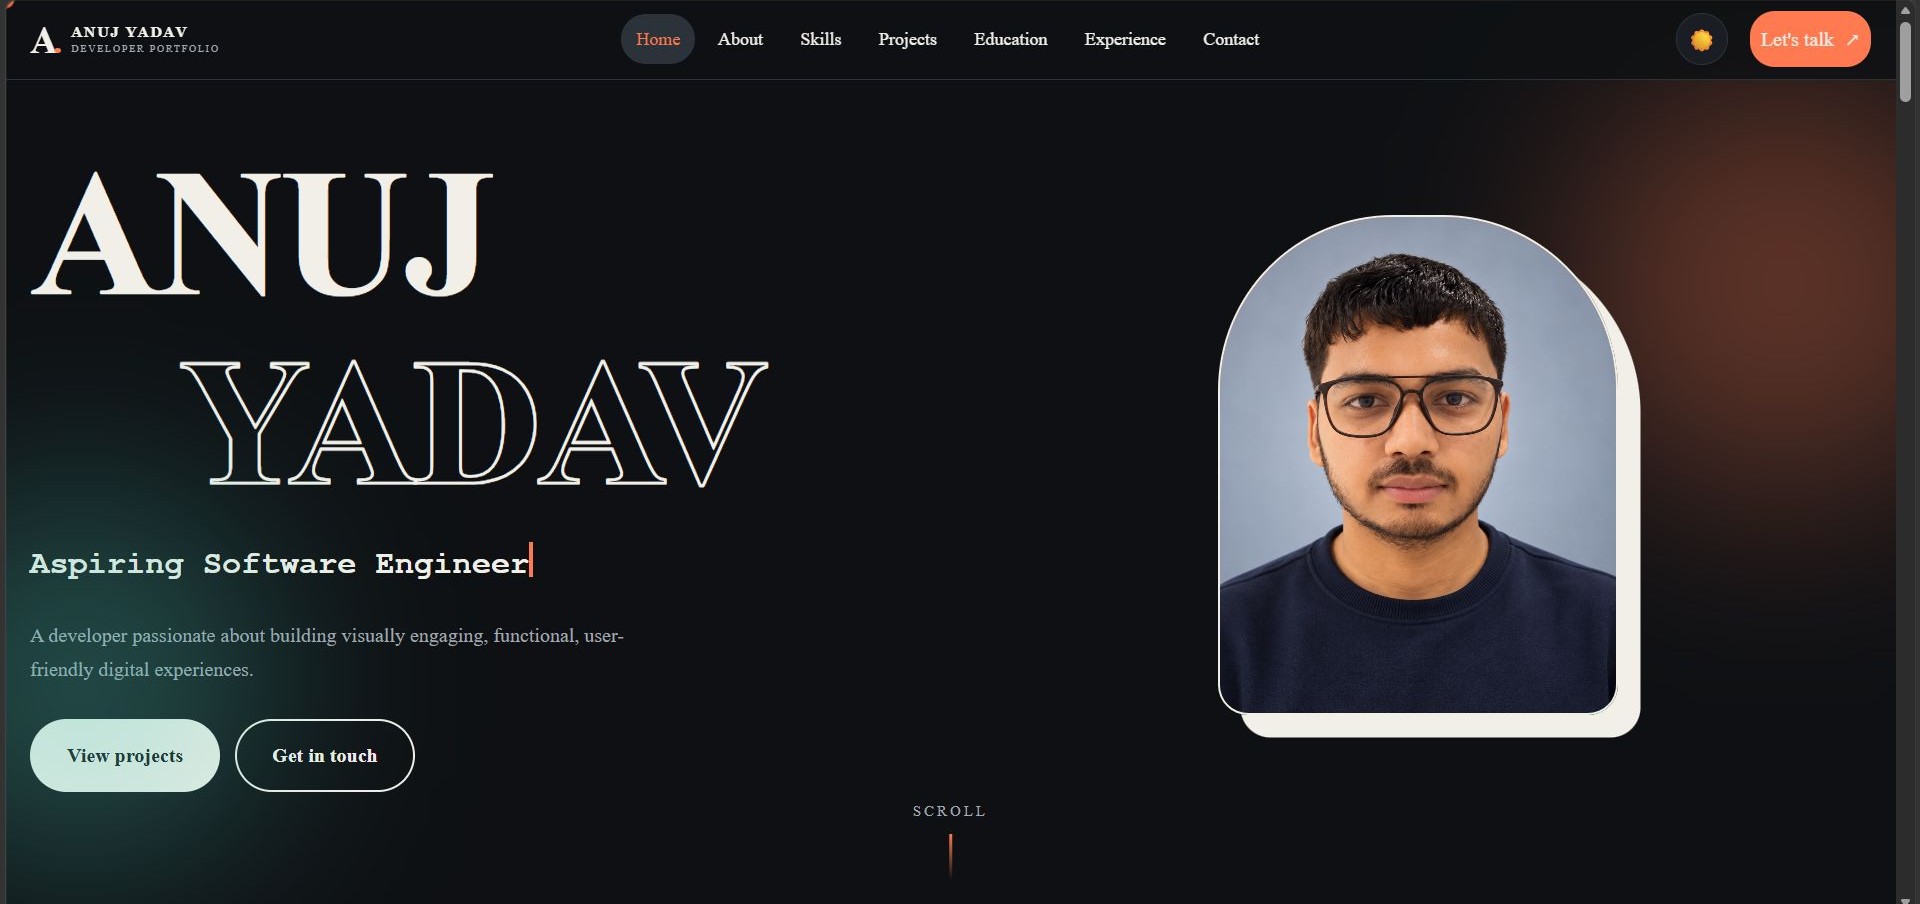 A. ANUJ YADAV
DEVELOPER PORTFOLIO
Home About Skills Projects Education Experience Contact
Let's talk ↗
ANUJ
YADAV
Aspiring Software Engineer
A developer passionate about building visually engaging, functional, user-
friendly digital experiences.
View projects Get in touch
SCROLL